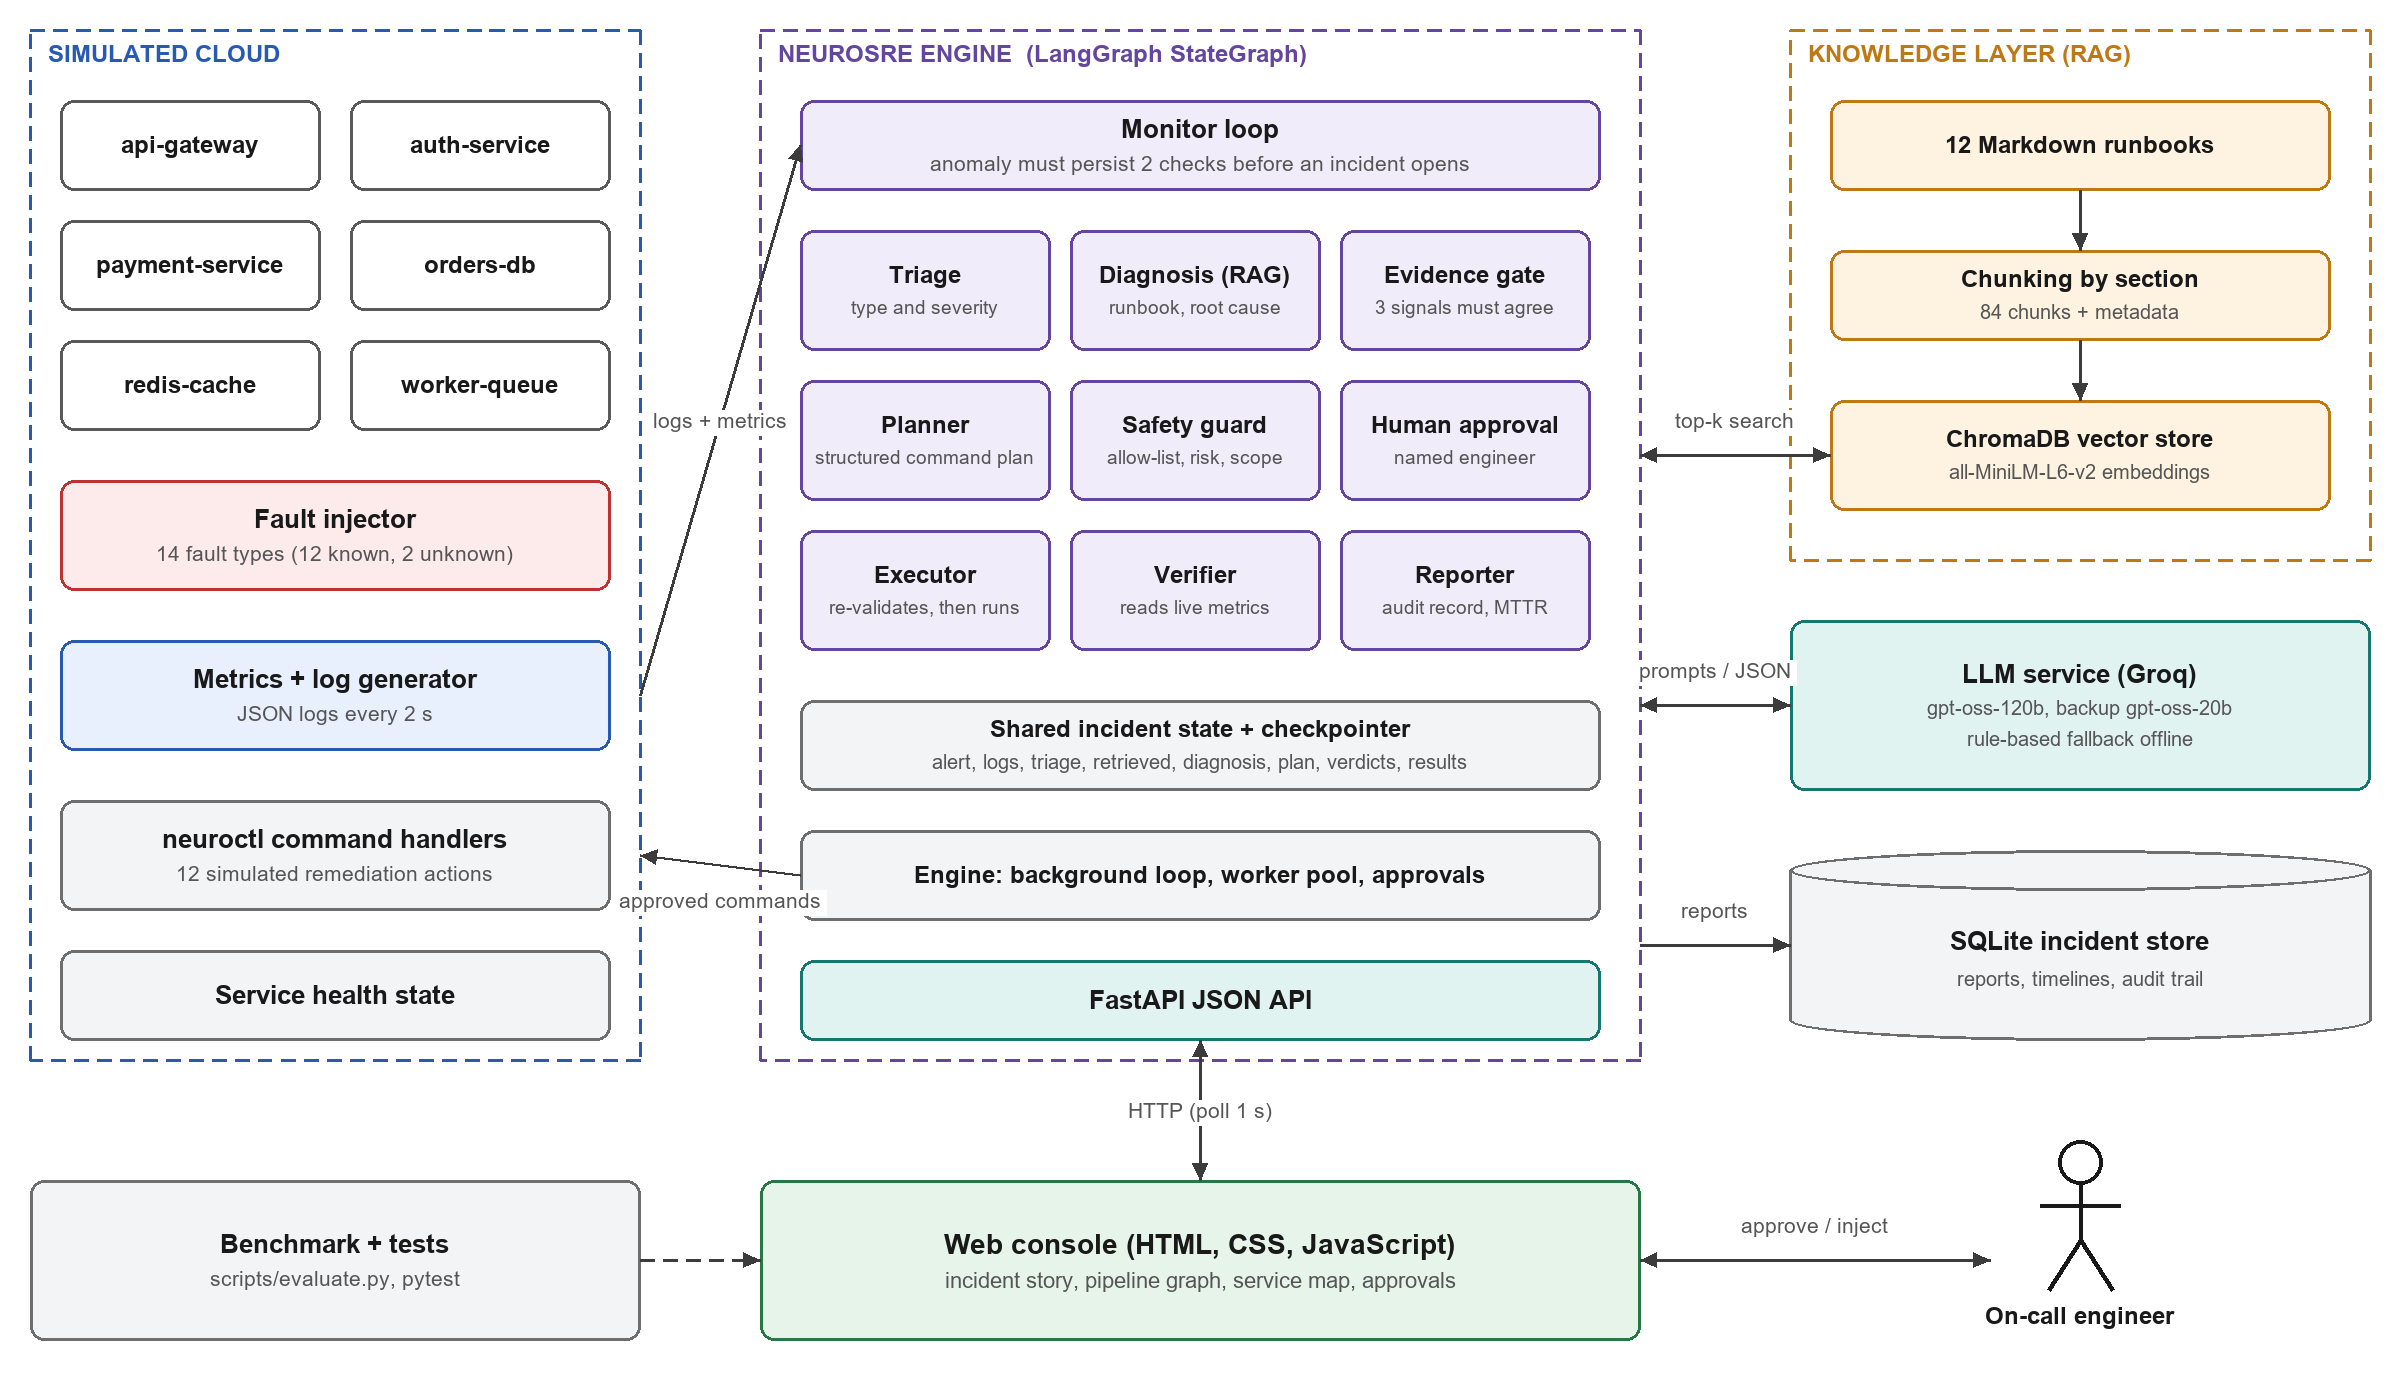 SIMULATED CLOUD
api-gateway
auth-service
payment-service
orders-db
redis-cache
worker-queue
Fault injector
14 fault types (12 known, 2 unknown)
Metrics + log generator
JSON logs every 2 s
neuroctl command handlers
12 simulated remediation actions
Service health state
logs + metrics
approved commands
NEUROSRE ENGINE (LangGraph StateGraph)
Monitor loop
anomaly must persist 2 checks before an incident opens
Triage
type and severity
Diagnosis (RAG)
runbook, root cause
Evidence gate
3 signals must agree
Planner
structured command plan
Safety guard
allow-list, risk, scope
Human approval
named engineer
Executor
re-validates, then runs
Verifier
reads live metrics
Reporter
audit record, MTTR
Shared incident state + checkpointer
alert, logs, triage, retrieved, diagnosis, plan, verdicts, results
Engine: background loop, worker pool, approvals
FastAPI JSON API
top-k search
prompts / JSON
reports
KNOWLEDGE LAYER (RAG)
12 Markdown runbooks
Chunking by section
84 chunks + metadata
ChromaDB vector store
all-MiniLM-L6-v2 embeddings
LLM service (Groq)
gpt-oss-120b, backup gpt-oss-20b
rule-based fallback offline
SQLite incident store
reports, timelines, audit trail
HTTP (poll 1 s)
Benchmark + tests
scripts/evaluate.py, pytest
Web console (HTML, CSS, JavaScript)
incident story, pipeline graph, service map, approvals
approve / inject
On-call engineer